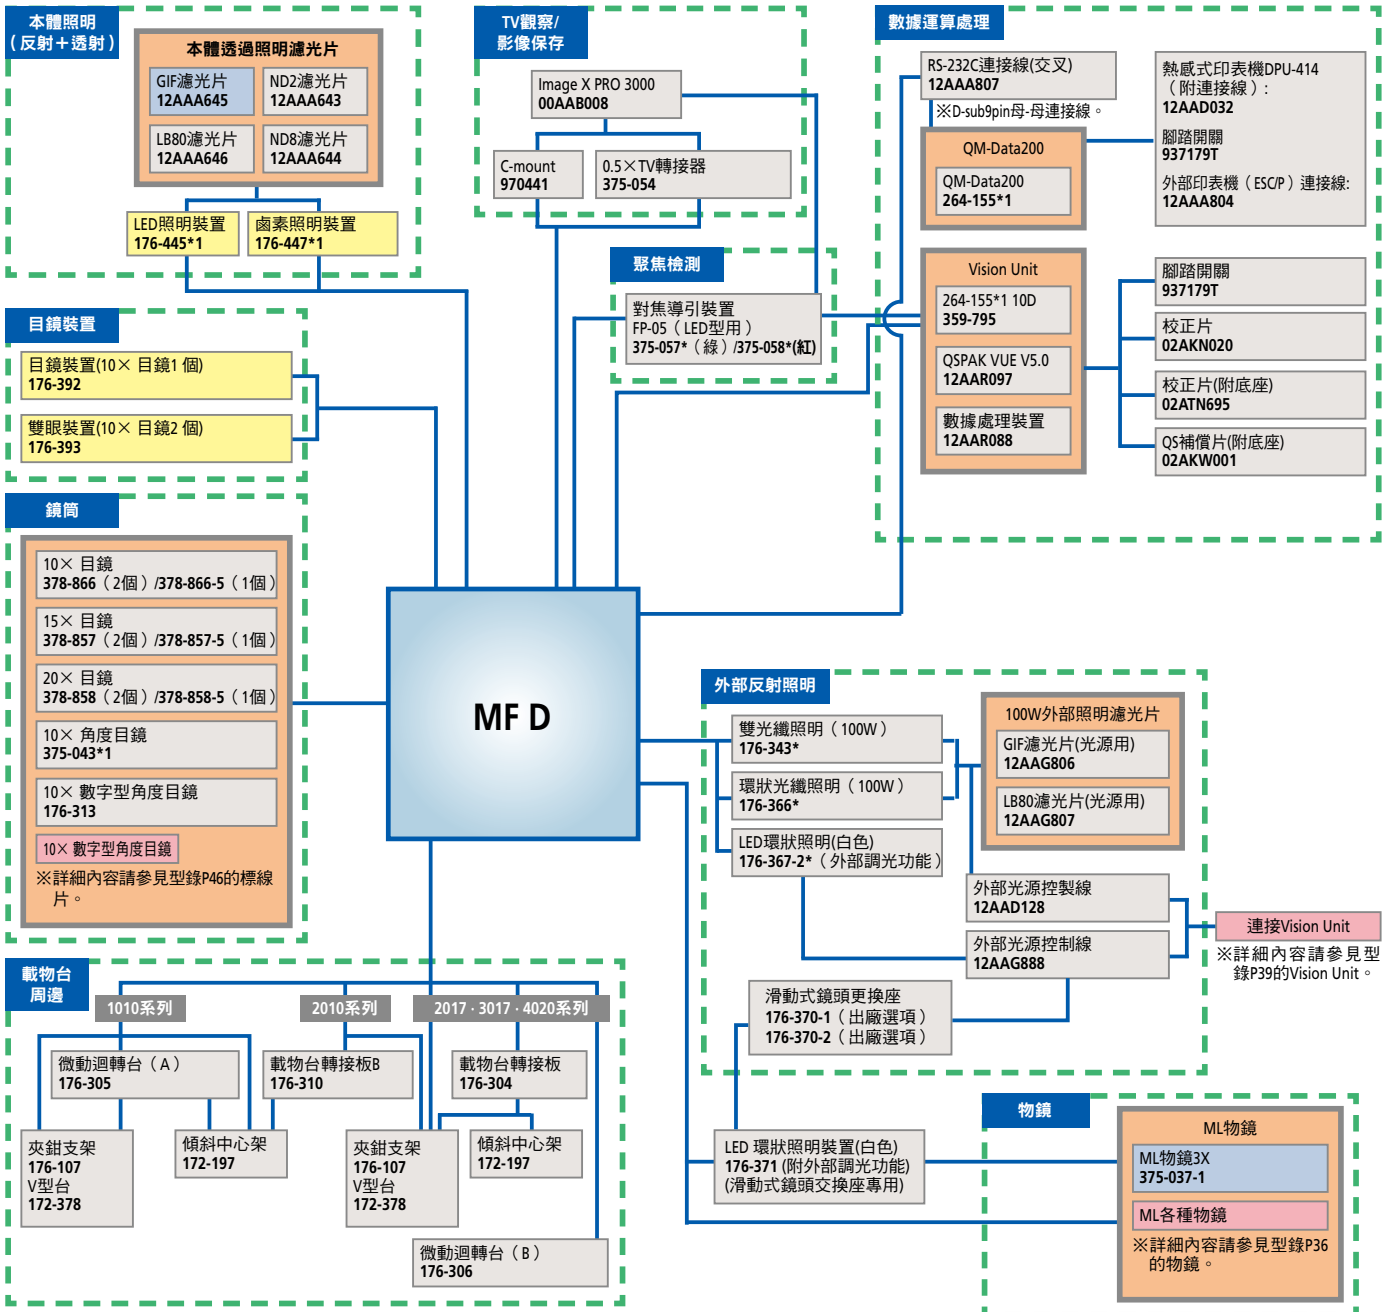 本體照明
（反射＋透射）
本體透過照明濾光片
GIF濾光片
12AAA645
ND2濾光片
12AAA643
LB80濾光片
12AAA646
ND8濾光片
12AAA644
LED照明裝置
176-445*1
鹵素照明裝置
176-447*1
TV觀察/
影像保存
Image X PRO 3000
00AAB008
C-mount
970441
0.5×TV轉接器
375-054
聚焦檢測
對焦導引裝置
FP-05（LED型用）
375-057*（綠）/375-058*(紅)
數據運算處理
RS-232C連接線(交叉)
12AAA807
※D-sub9pin母-母連接線。
QM-Data200
QM-Data200
264-155*1
熱感式印表機DPU-414
（附連接線）:
12AAD032
腳踏開關
937179T
外部印表機（ESC/P）連接線:
12AAA804
Vision Unit
264-155*1 10D
359-795
QSPAK VUE V5.0
12AAR097
數據處理裝置
12AAR088
腳踏開關
937179T
校正片
02AKN020
校正片(附底座)
02ATN695
QS補償片(附底座)
02AKW001
目鏡裝置
目鏡裝置(10× 目鏡1 個)
176-392
雙眼裝置(10× 目鏡2 個)
176-393
鏡筒
10× 目鏡
378-866（2個）/378-866-5（1個）
15× 目鏡
378-857（2個）/378-857-5（1個）
20× 目鏡
378-858（2個）/378-858-5（1個）
10× 角度目鏡
375-043*1
10× 數字型角度目鏡
176-313
10× 數字型角度目鏡
※詳細內容請參見型錄P46的標線
片。
MF D
外部反射照明
雙光纖照明（100W）
176-343*
環狀光纖照明（100W）
176-366*
LED環狀照明(白色)
176-367-2*（外部調光功能）
100W外部照明濾光片
GIF濾光片(光源用)
12AAG806
LB80濾光片(光源用)
12AAG807
外部光源控製線
12AAD128
外部光源控制線
12AAG888
連接Vision Unit
※詳細內容請參見型
錄P39的Vision Unit。
滑動式鏡頭更換座
176-370-1（出廠選項）
176-370-2（出廠選項）
LED 環狀照明裝置(白色)
176-371 (附外部調光功能)
(滑動式鏡頭交換座專用)
物鏡
ML物鏡
ML物鏡3X
375-037-1
ML各種物鏡
※詳細內容請參見型錄P36
的物鏡。
載物台
周邊
1010系列
2010系列
2017 · 3017 · 4020系列
微動迴轉台（A）
176-305
載物台轉接板B
176-310
載物台轉接板
176-304
夾鉗支架
176-107
V型台
172-378
傾斜中心架
172-197
夾鉗支架
176-107
V型台
172-378
傾斜中心架
172-197
微動迴轉台（B）
176-306